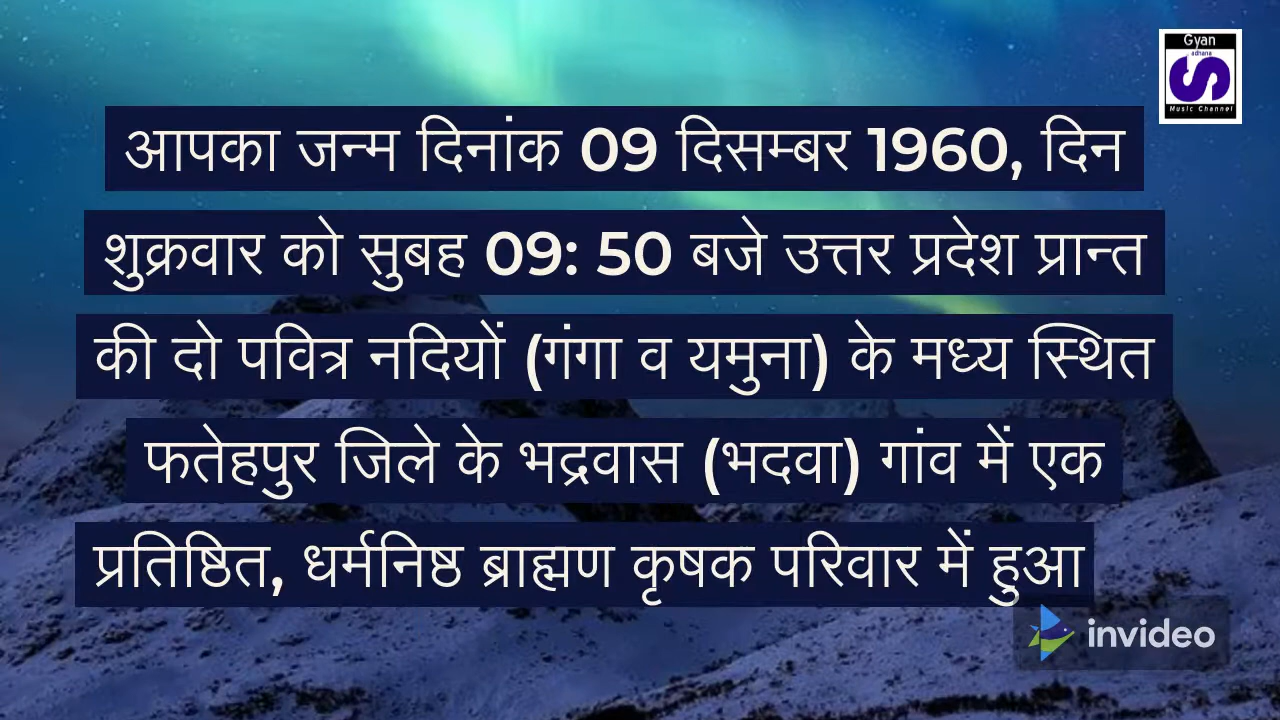 Gyan
adhana
S
Music Channel
आपका जन्म दिनांक 09 दिसम्बर 1960, दिन
शुक्रवार को सुबह 09: 50 बजे उत्तर प्रदेश प्रान्त
की दो पवित्र नदियों (गंगा व यमुना) के मध्य स्थित
फतेहपुर जिले के भद्रवास (भदवा) गांव में एक
प्रतिष्ठित, धर्मनिष्ठ ब्राह्मण कृषक परिवार में हुआ
invideo